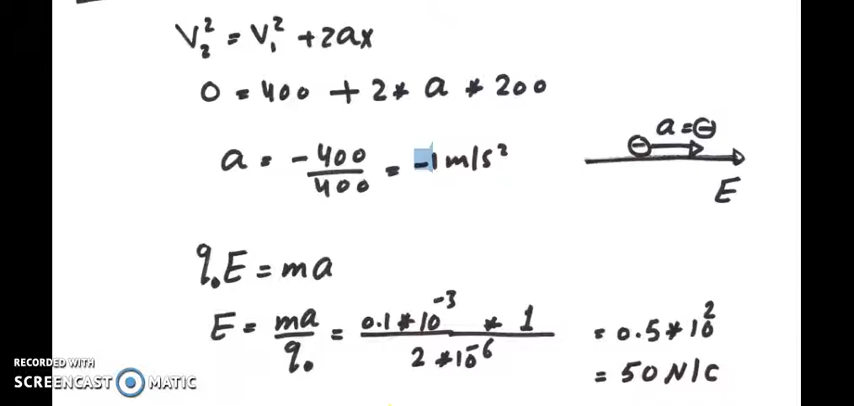 V₂² = V₁² + 2ax
0 = 400 + 2 * a * 200
a = -400/400 = -1 m/s²
a = ⊖
⊖
E
q₀E = ma
E = ma/q₀ = 0.1 * 10⁻³ * 1 / 2 * 10⁻⁶ = 0.5 * 10²
= 50 N/C
RECORDED WITH
SCREENCAST MATIC